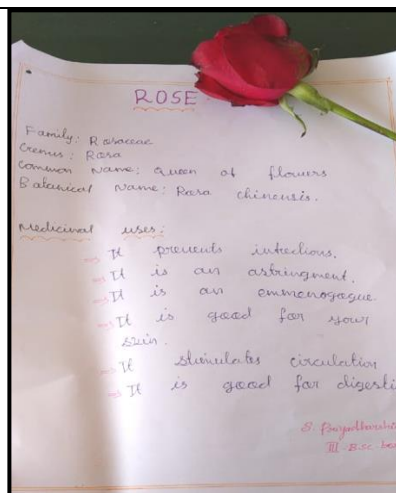 ROSE
Family: Rosaceae
Genus: Rosa
Common Name: Queen of flowers
Botanical Name: Rosa chinensis.
Medicinal uses:
→ It prevents infections.
→ It is an astringment.
→ It is an emmenogogue
→ It is good for your
skin.
→ It stimulates circulation
→ It is good for digesti
III-B.Sc